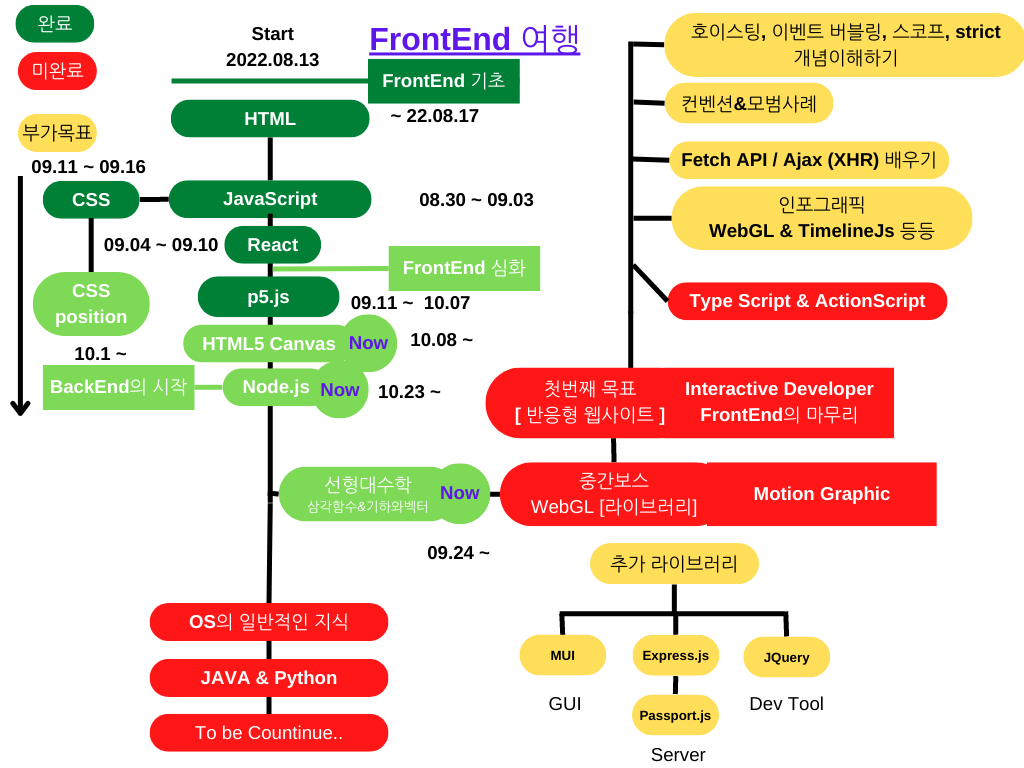 완료
미완료
부가목표
Start
2022.08.13
FrontEnd 여행
FrontEnd 기초
HTML
~ 22.08.17
09.11 ~ 09.16
CSS
JavaScript
08.30 ~ 09.03
09.04 ~ 09.10
React
FrontEnd 심화
CSS
position
p5.js
09.11 ~ 10.07
HTML5 Canvas
Now
10.08 ~
10.1 ~
BackEnd의 시작
Node.js
Now
10.23 ~
선형대수학
삼각함수&기하와벡터
Now
09.24 ~
OS의 일반적인 지식
JAVA & Python
To be Countinue..
호이스팅, 이벤트 버블링, 스코프, strict
개념이해하기
컨벤션&모범사례
Fetch API / Ajax (XHR) 배우기
인포그래픽
WebGL & TimelineJs 등등
Type Script & ActionScript
첫번째 목표
[ 반응형 웹사이트 ]
Interactive Developer
FrontEnd의 마무리
중간보스
WebGL [라이브러리]
Motion Graphic
추가 라이브러리
MUI
Express.js
JQuery
GUI
Passport.js
Dev Tool
Server